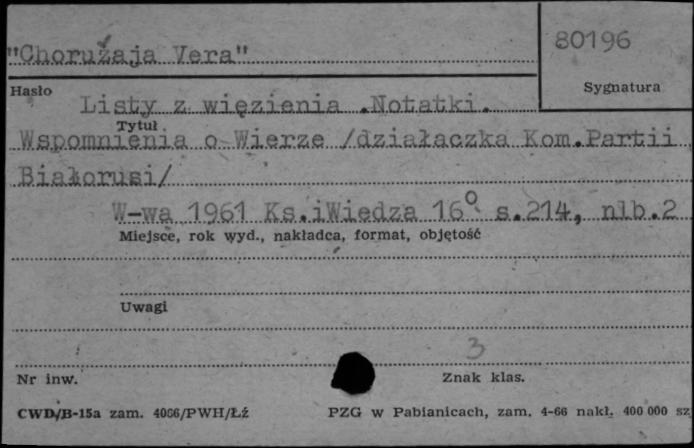 "Chorużaja Vera"
80196
Hasło
Sygnatura
Listy z więzienia .Notatki.
Tytuł
Wspomnienia o Wierze /działaczka Kom.Partii
Białorusi/
W-wa 1961 Ks.iWiedza 16° s.214, nlb.2
Miejsce, rok wyd., nakładca, format, objętość
Uwagi
3
Nr inw.
Znak klas.
CWD/B-15a zam. 4066/PWH/Łź
PZG w Pabianicach, zam. 4-66 nakł. 400 000 sz